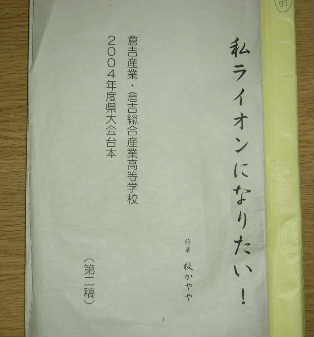 私ライオンになりたい！
作者　板かやや
倉吉産業・倉吉総合産業高等学校
２００４年度県大会台本
（第二稿）